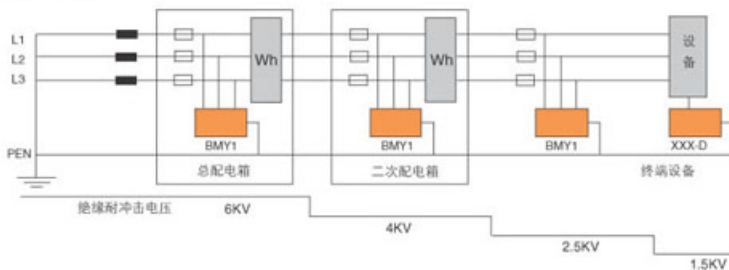 L1
L2
L3
Wh
Wh
设备
BMY1
BMY1
BMY1
XXX-D
PEN
总配电箱
二次配电箱
终端设备
绝缘耐冲击电压
6KV
4KV
2.5KV
1.5KV